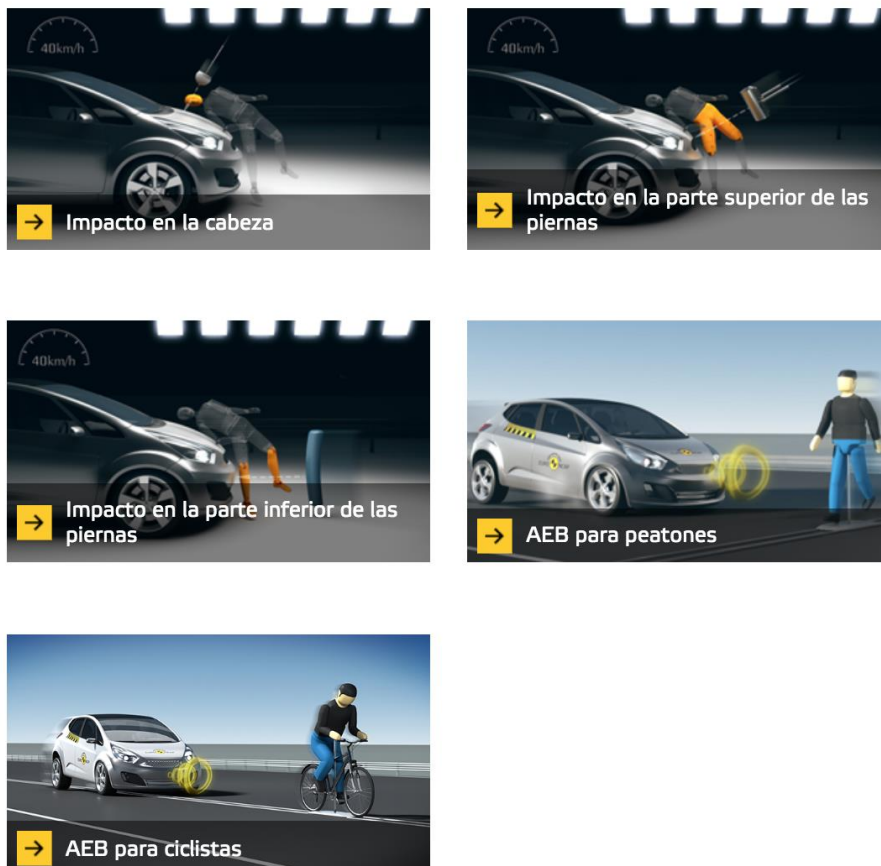 40km/h
Impacto en la cabeza
40km/h
Impacto en la parte superior de las
piernas
40km/h
Impacto en la parte inferior de las
piernas
AEB para peatones
AEB para ciclistas